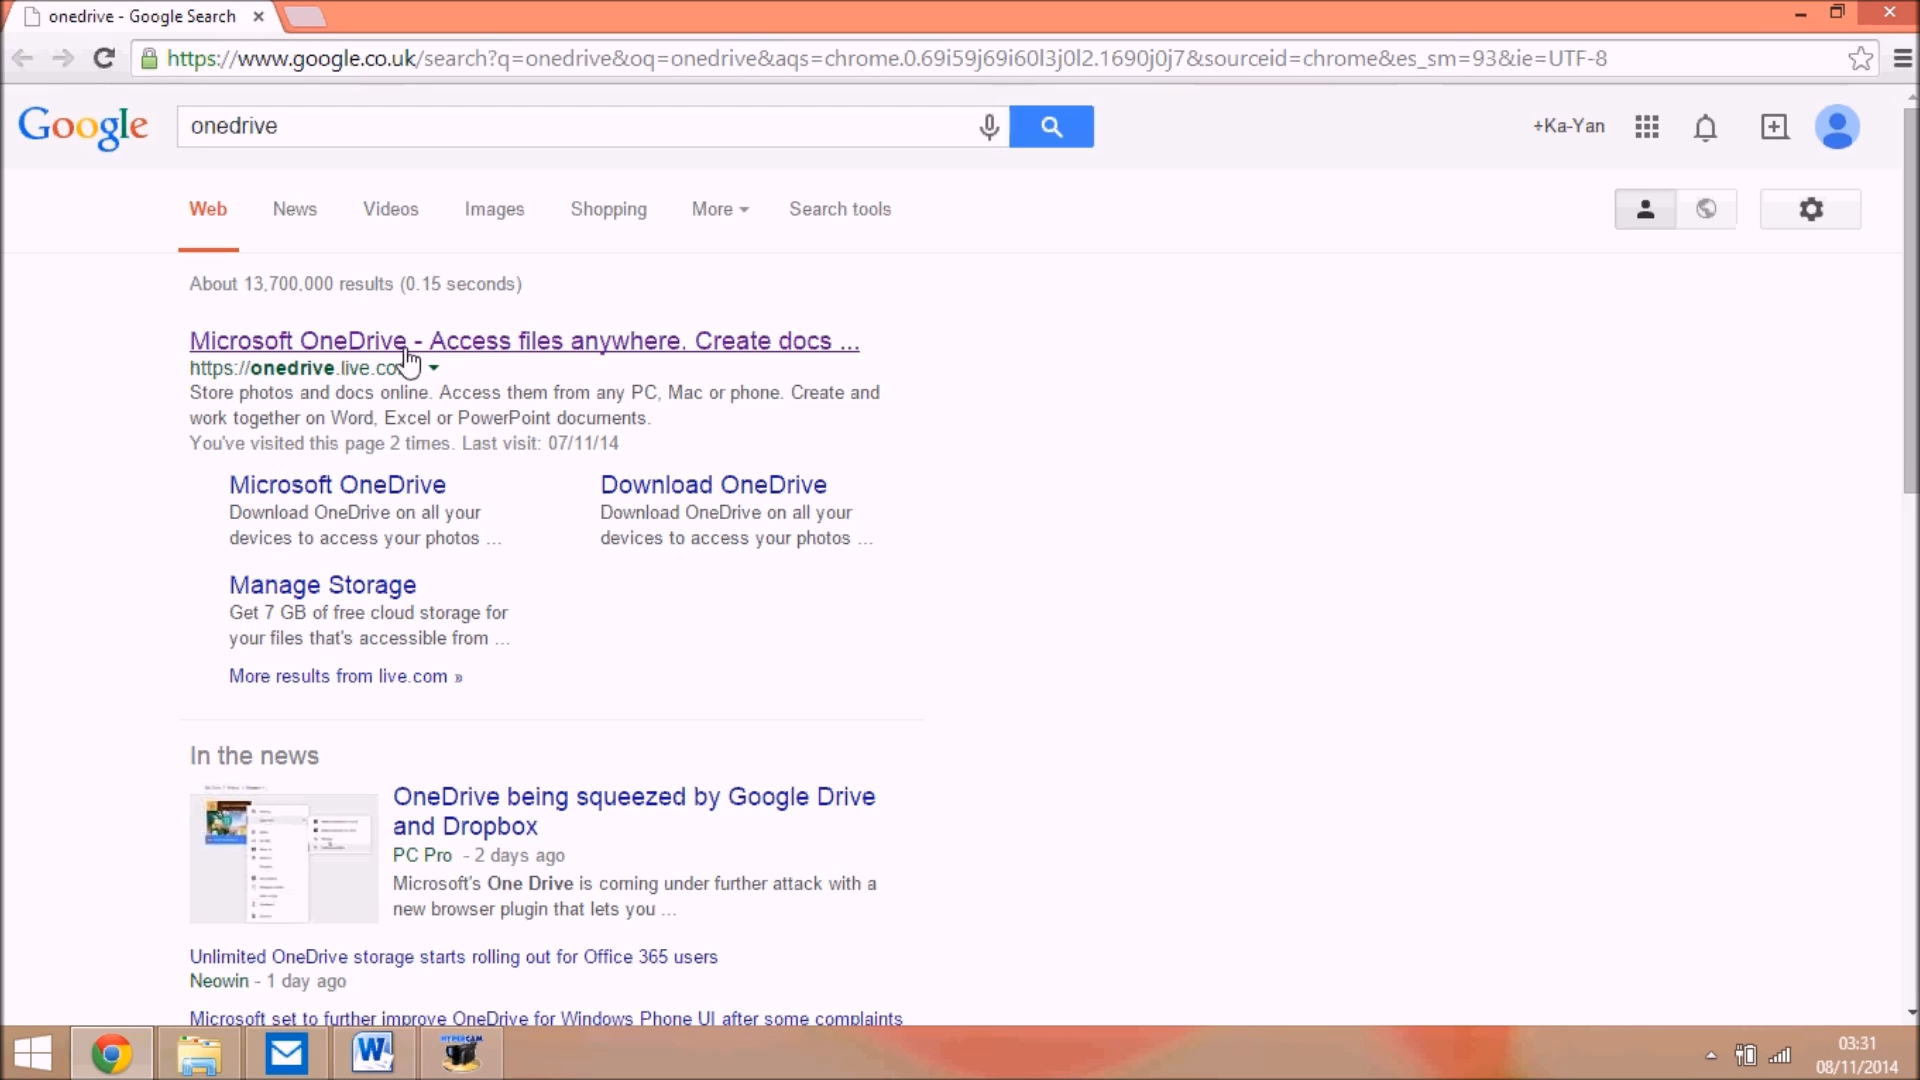 onedrive - Google Search
https://www.google.co.uk/search?q=onedrive&oq=onedrive&aqs=chrome.0.69i59j69i60l3j0l2.1690j0j7&sourceid=chrome&es_sm=93&ie=UTF-8
Google
onedrive
+Ka-Yan
Web News Videos Images Shopping More Search tools
About 13,700,000 results (0.15 seconds)
Microsoft OneDrive - Access files anywhere. Create docs ...
https://onedrive.live.co
Store photos and docs online. Access them from any PC, Mac or phone. Create and
work together on Word, Excel or PowerPoint documents.
You've visited this page 2 times. Last visit: 07/11/14
Microsoft OneDrive
Download OneDrive on all your
devices to access your photos ...
Download OneDrive
Download OneDrive on all your
devices to access your photos ...
Manage Storage
Get 7 GB of free cloud storage for
your files that's accessible from ...
More results from live.com »
In the news
OneDrive being squeezed by Google Drive
and Dropbox
PC Pro - 2 days ago
Microsoft's One Drive is coming under further attack with a
new browser plugin that lets you ...
Unlimited OneDrive storage starts rolling out for Office 365 users
Neowin - 1 day ago
Microsoft set to further improve OneDrive for Windows Phone UI after some complaints
HYPERCAM
03:31
08/11/2014